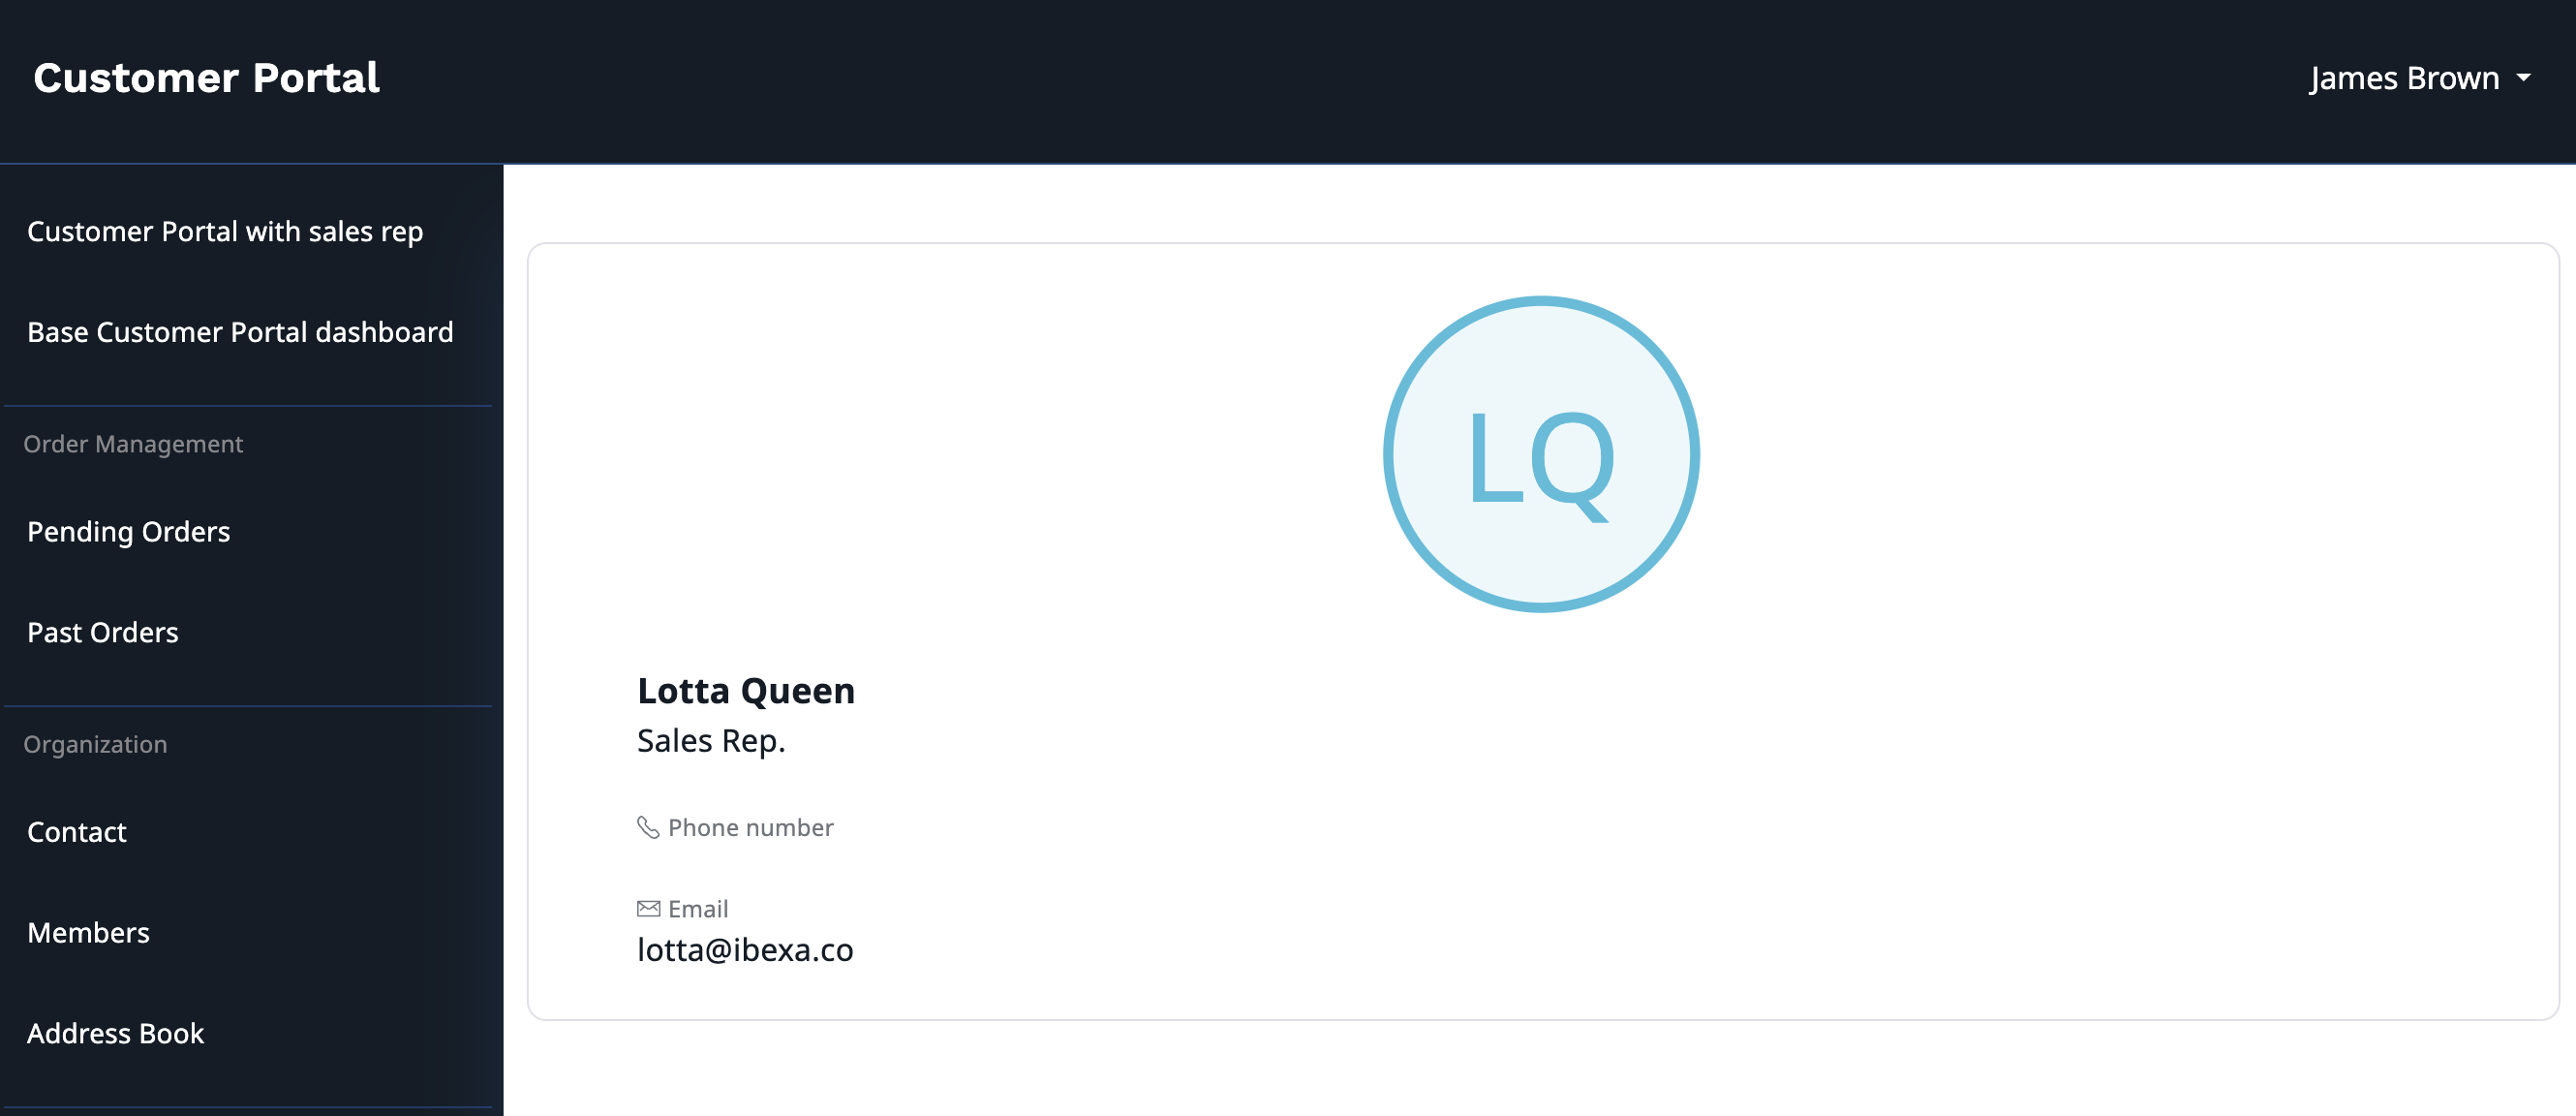 Customer Portal
James Brown
Customer Portal with sales rep
Base Customer Portal dashboard
Order Management
Pending Orders
Past Orders
Organization
Contact
Members
Address Book
LQ
Lotta Queen
Sales Rep.
Phone number
Email
lotta@ibexa.co